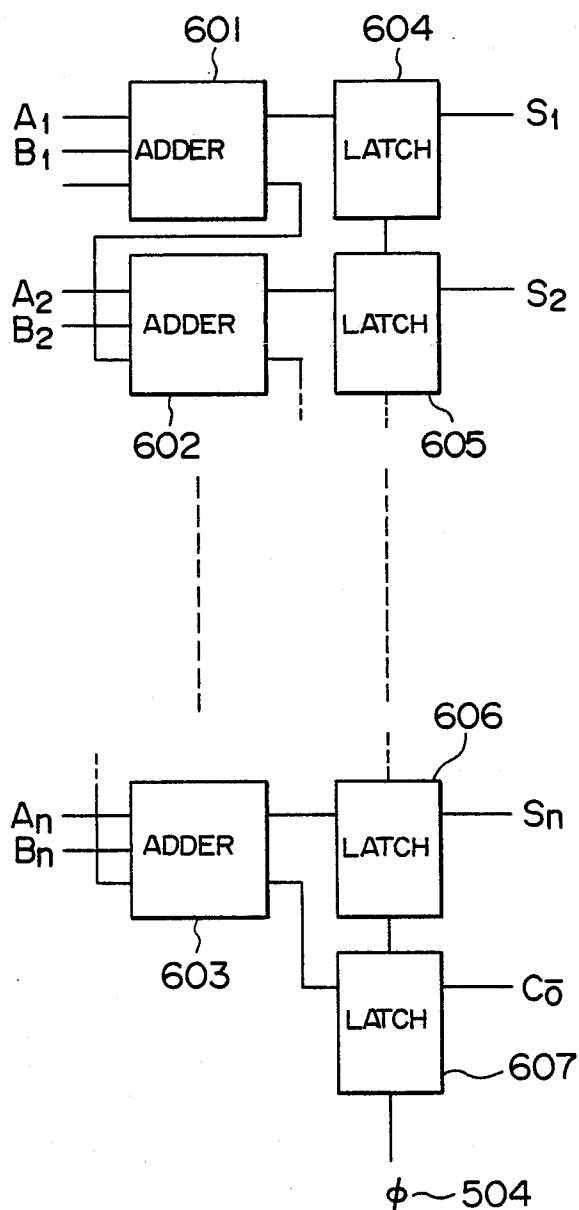 601 604
A1 B1 ADDER LATCH S1
A2 B2 ADDER LATCH S2
602 605
606
An Bn ADDER LATCH Sn
603
LATCH C0̄
607
ϕ 504